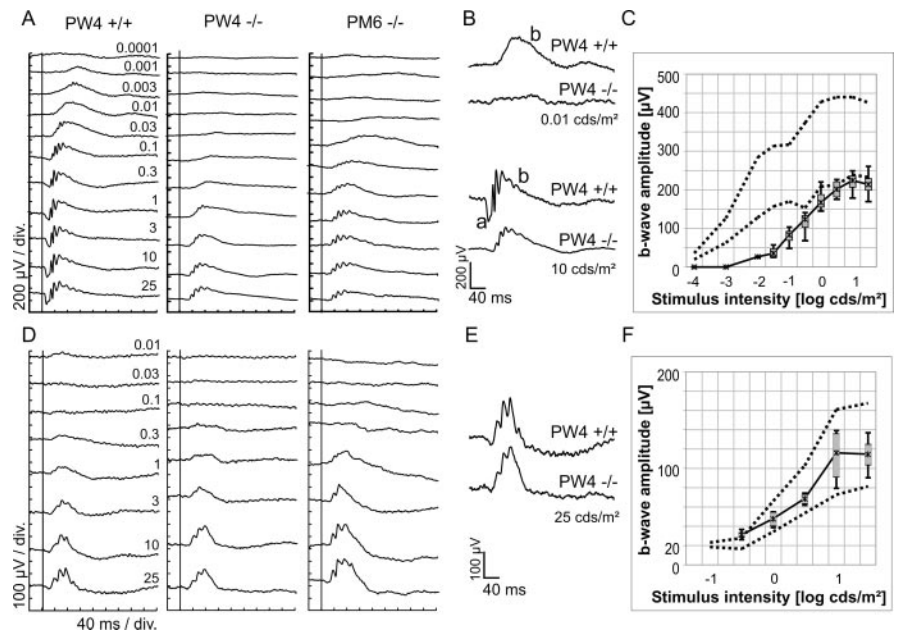 A
PW4 +/+
PW4 -/-
PM6 -/-
0.0001
0.001
0.003
0.01
0.03
0.1
0.3
1
3
10
25
200 µV / div.
B
b
PW4 +/+
PW4 -/-
0.01 cds/m²
PW4 +/+
b
a
PW4 -/-
10 cds/m²
200 µV
40 ms
C
b-wave amplitude [µV]
500
400
300
200
100
0
-4
-3
-2
-1
0
1
Stimulus intensity [log cds/m²]
D
0.01
0.03
0.1
0.3
1
3
10
25
100 µV / div.
40 ms / div.
E
PW4 +/+
PW4 -/-
25 cds/m²
100 µV
40 ms
F
b-wave amplitude [µV]
200
100
20
0
-1
0
1
Stimulus intensity [log cds/m²]